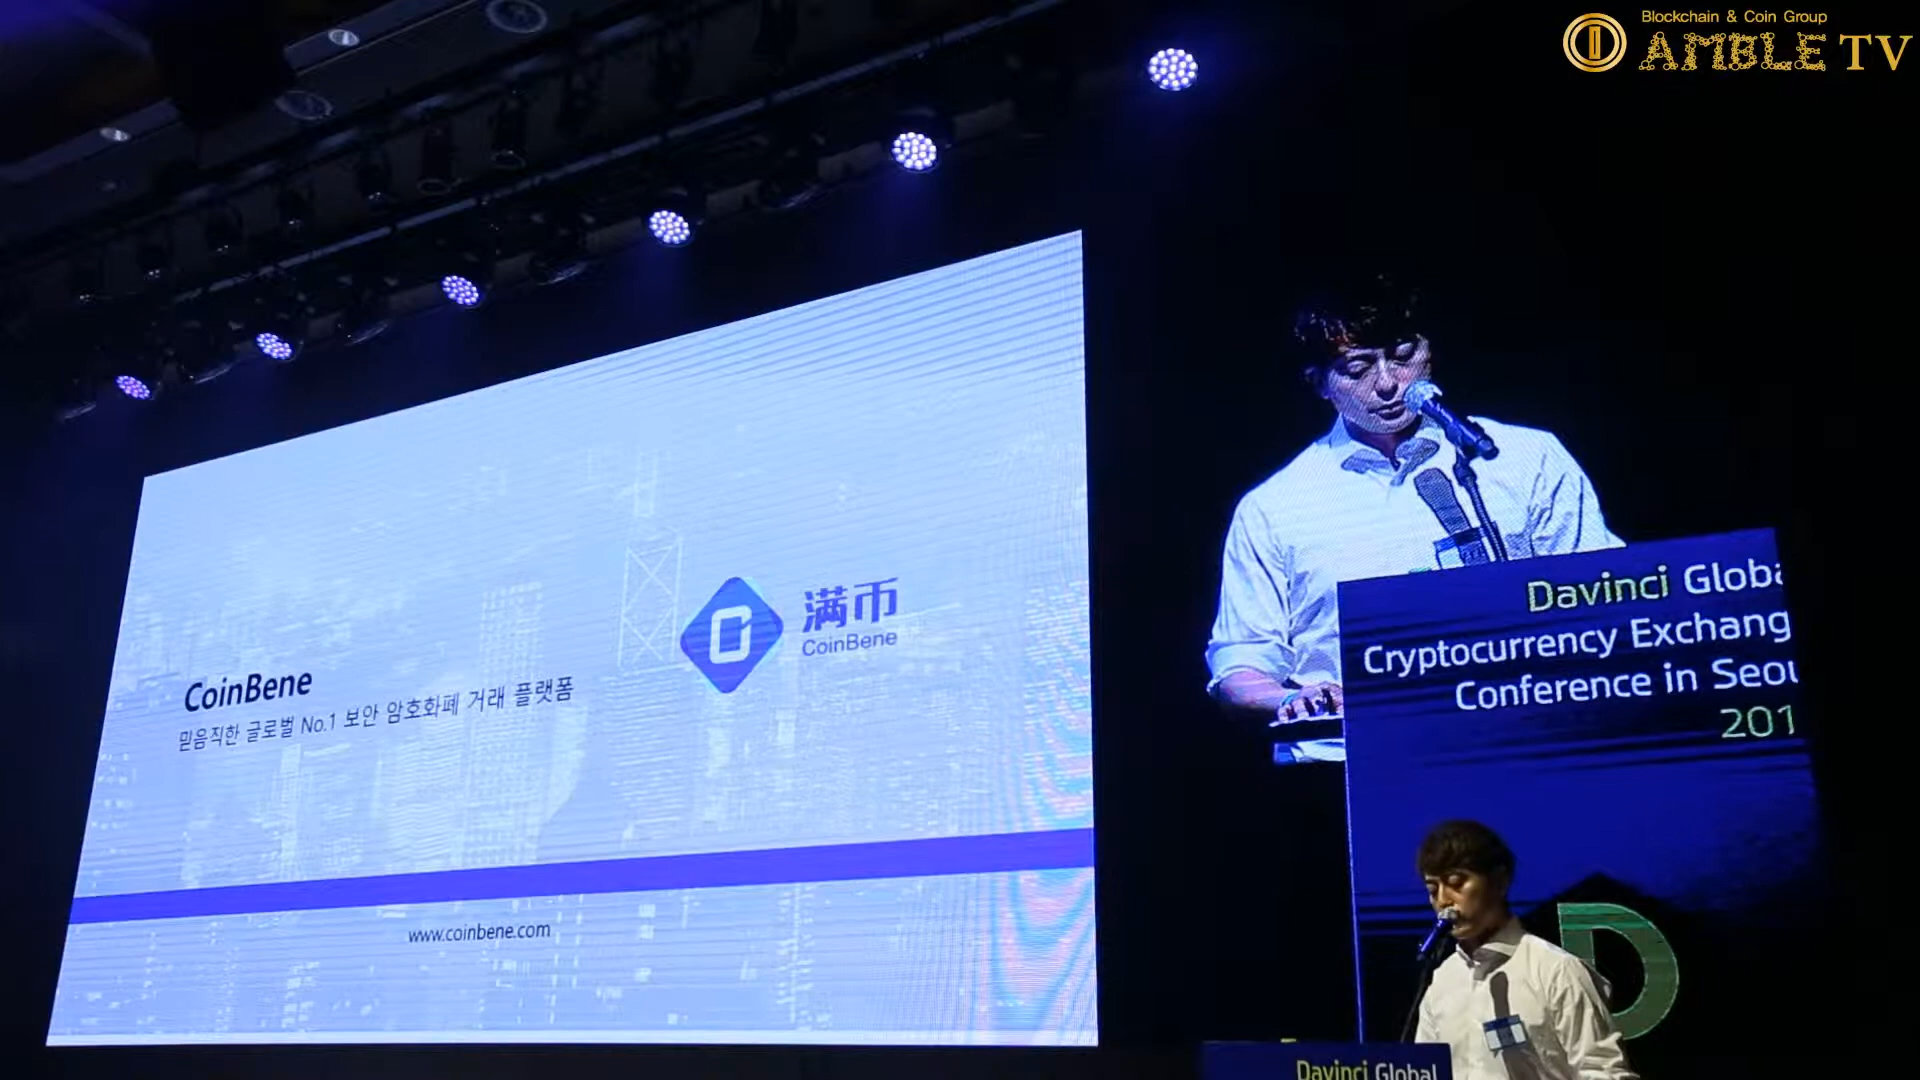 Blockchain & Coin Group
AMBLE TV
满币
CoinBene
CoinBene
믿음직한 글로벌 No.1 보안 암호화폐 거래 플랫폼
www.coinbene.com
Davinci Globa
Cryptocurrency Exchang
Conference in Seou
201
Davinci Global